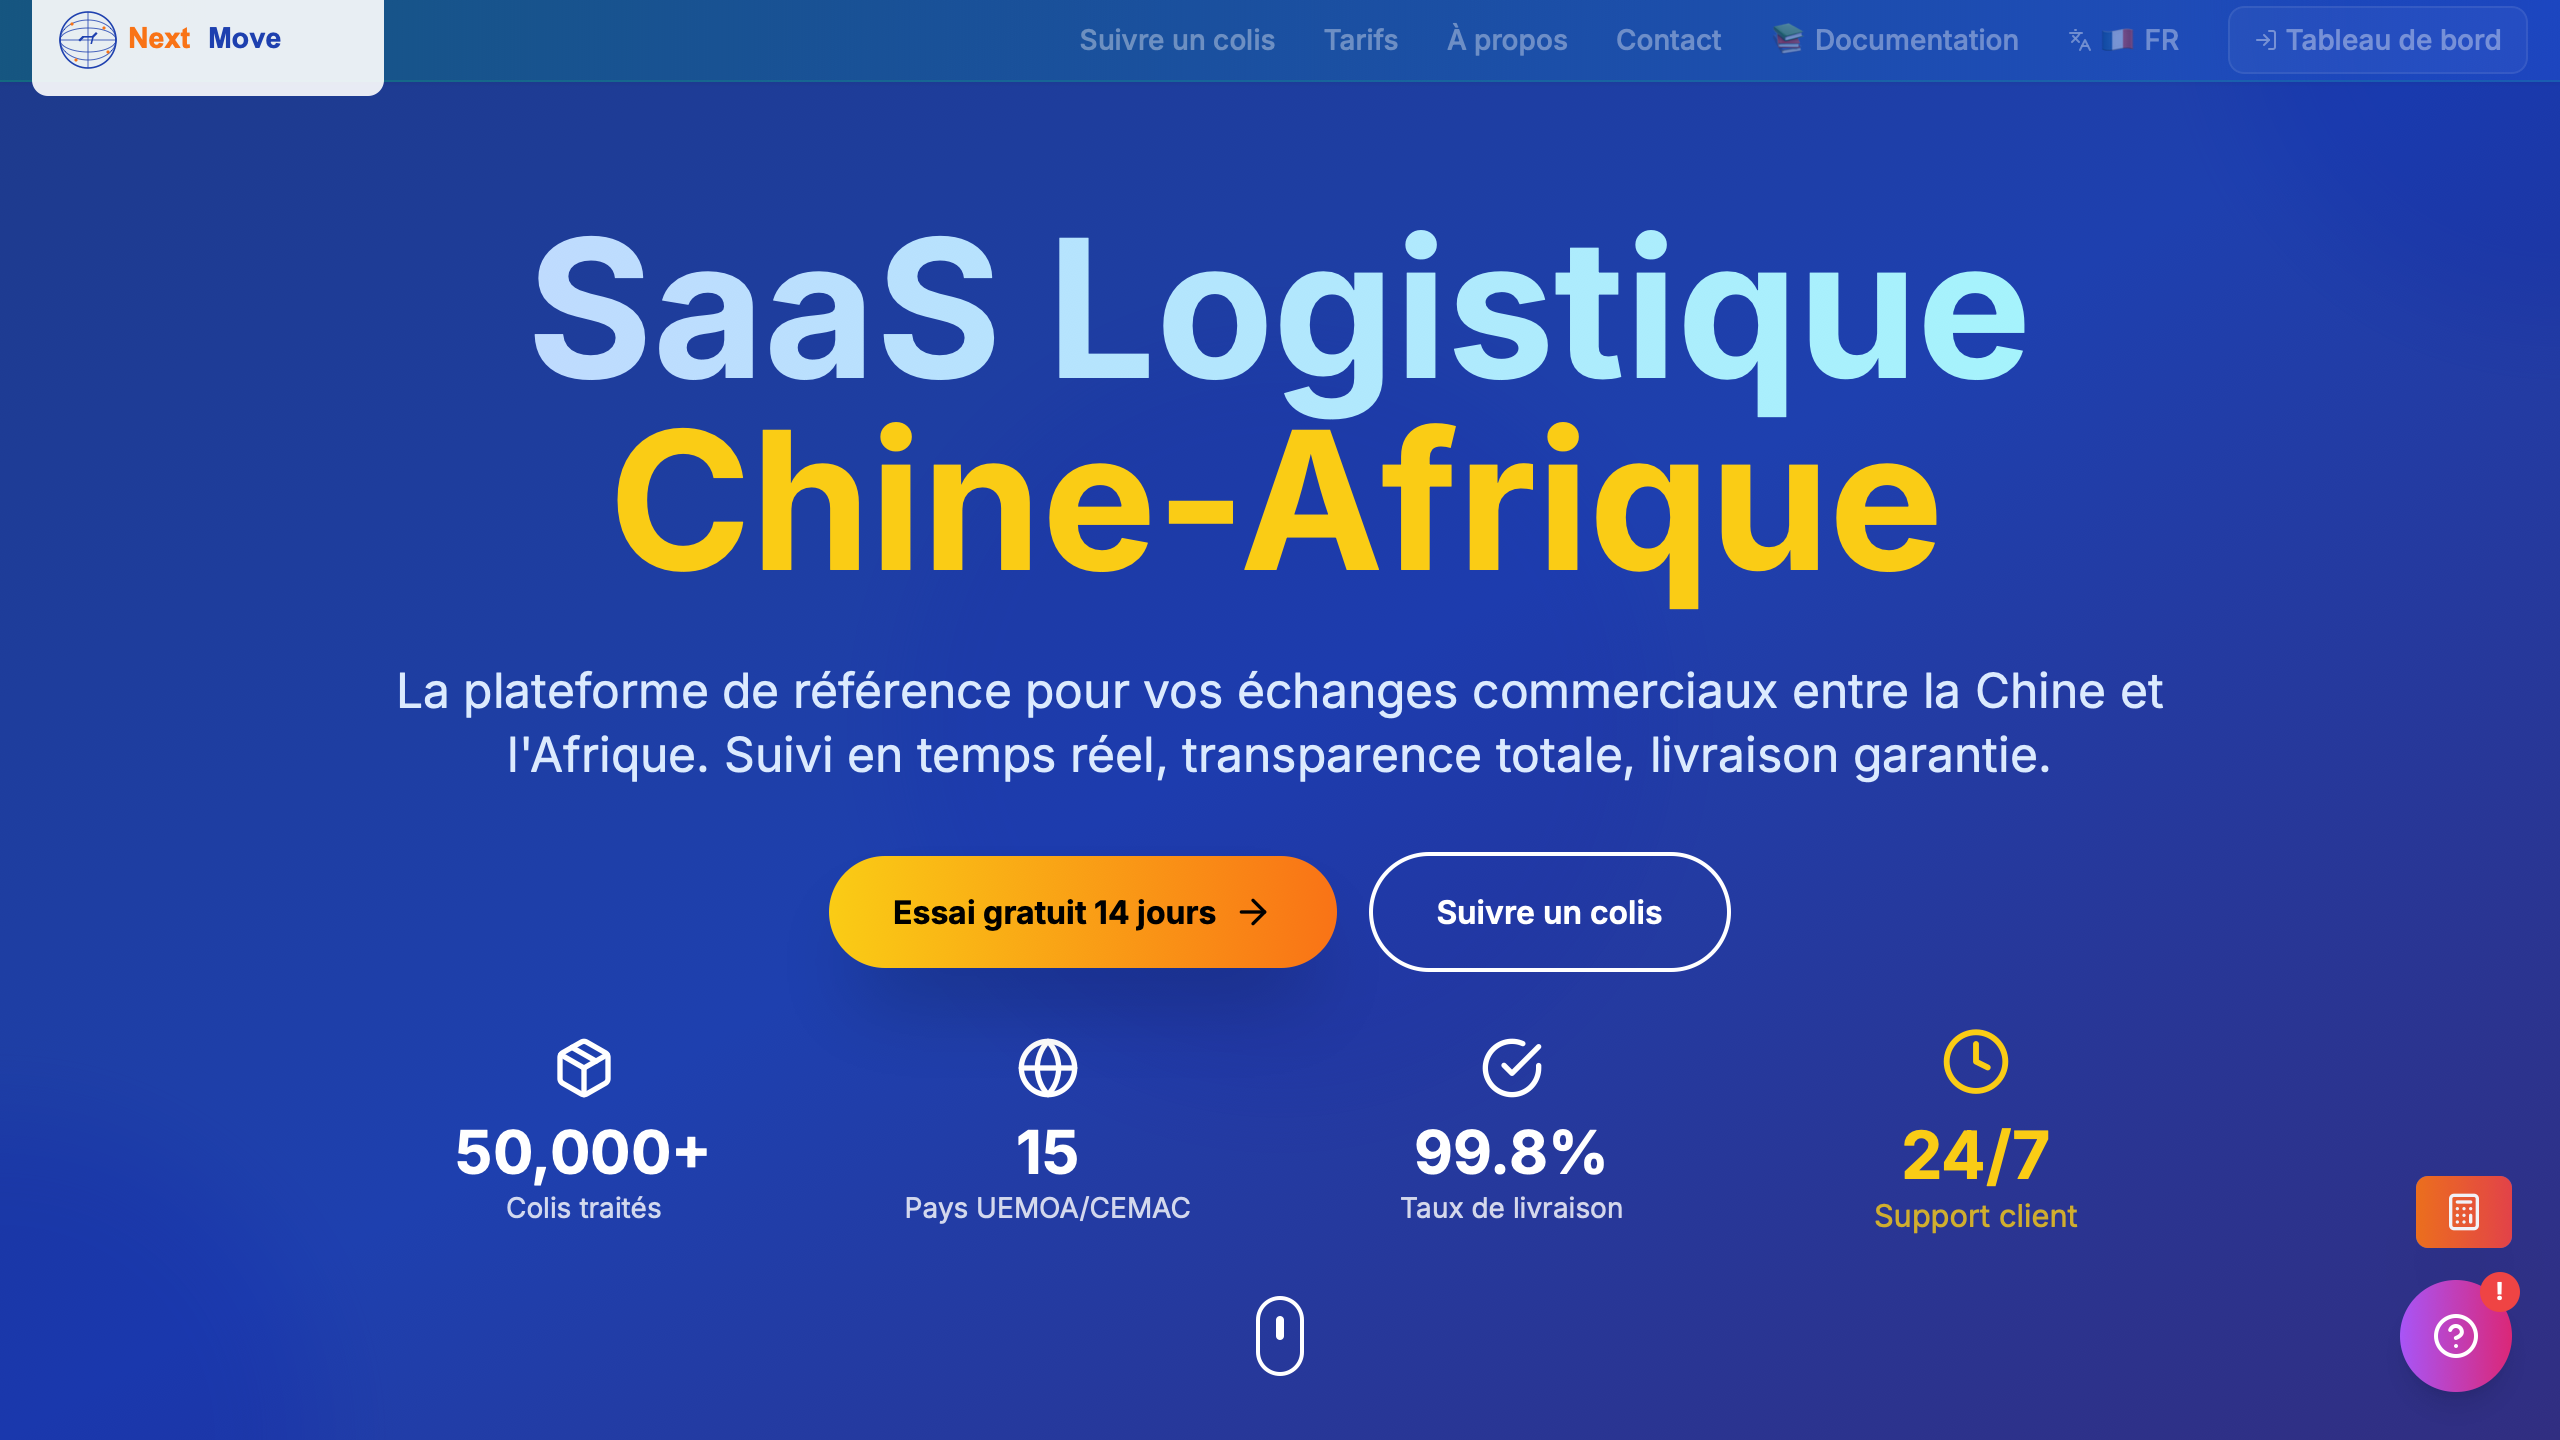 Next Move
Suivre un colis
Tarifs
À propos
Contact
📚 Documentation
🇫🇷 FR
Tableau de bord
SaaS Logistique
Chine-Afrique
La plateforme de référence pour vos échanges commerciaux entre la Chine et
l'Afrique. Suivi en temps réel, transparence totale, livraison garantie.
Essai gratuit 14 jours →
Suivre un colis
50,000+
Colis traités
15
Pays UEMOA/CEMAC
99.8%
Taux de livraison
24/7
Support client
!
?